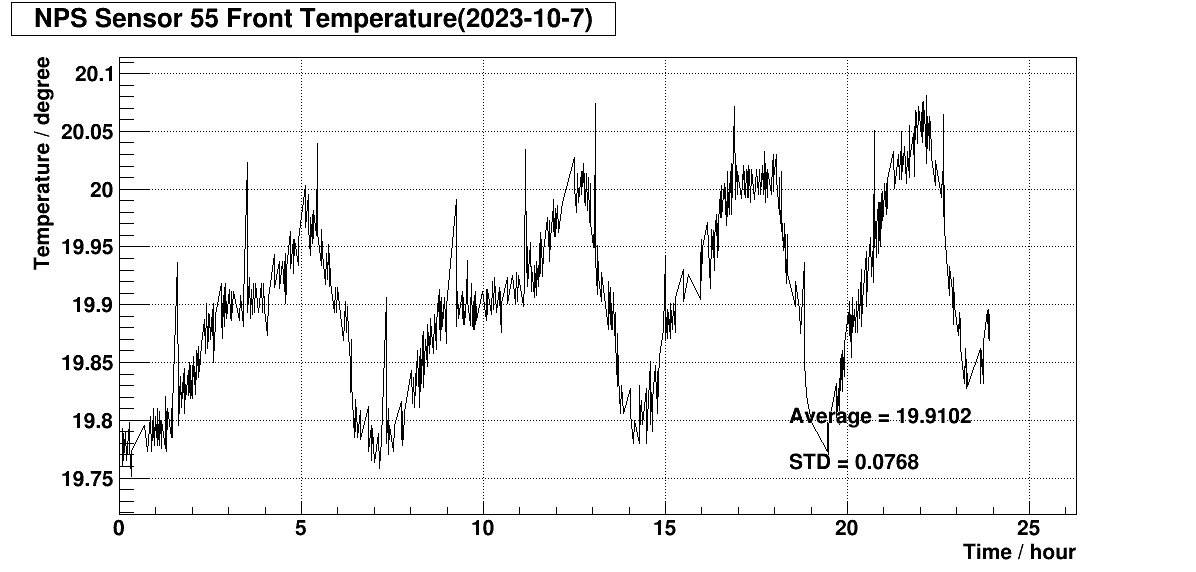 NPS Sensor 55 Front Temperature(2023-10-7)
Temperature / degree
20.1
20.05
20
19.95
19.9
19.85
19.8
19.75
Average = 19.9102
STD = 0.0768
0 5 10 15 20 25
Time / hour